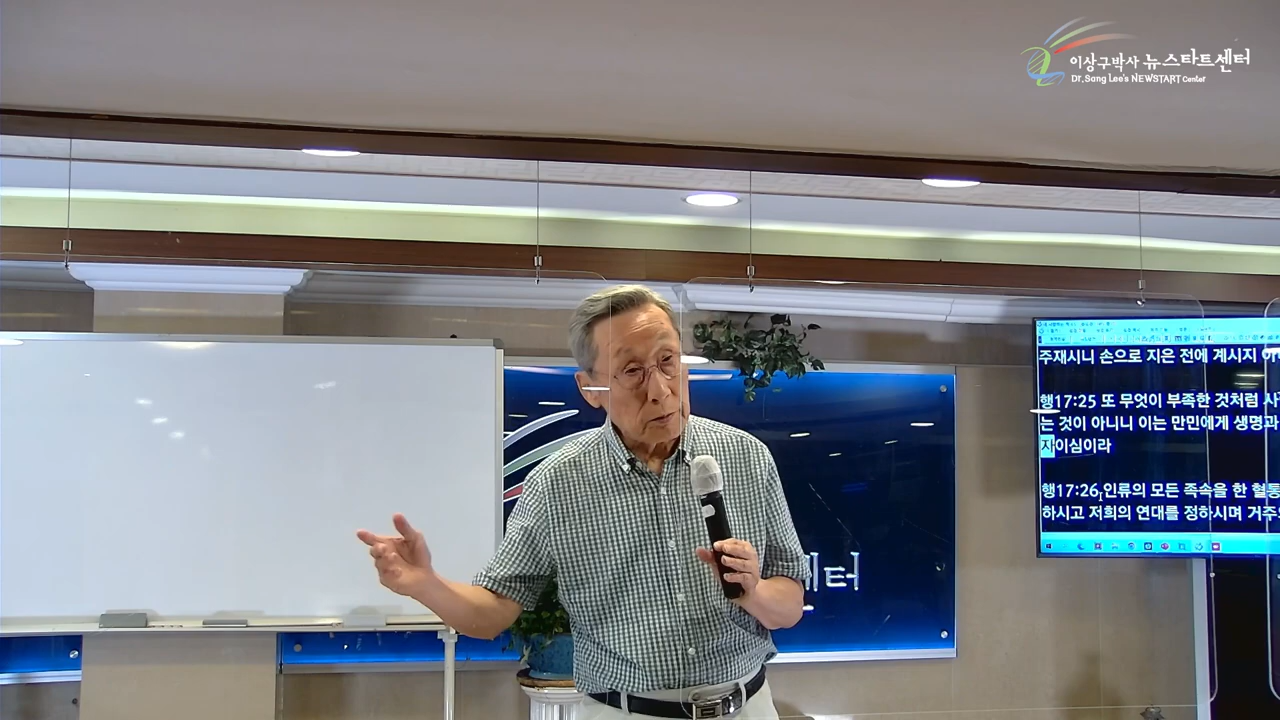 이상구박사 뉴스타트센터
Dr. Sang Lee's NEWSTART Center
주재시니 손으로 지은 전에 계시지
행17:25 또 무엇이 부족한 것처럼
는 것이 아니니 이는 만민에게 생명과
자이심이라
행17:26 인류의 모든 족속을 한 혈통
하시고 저희의 연대를 정하시며 거주
센터